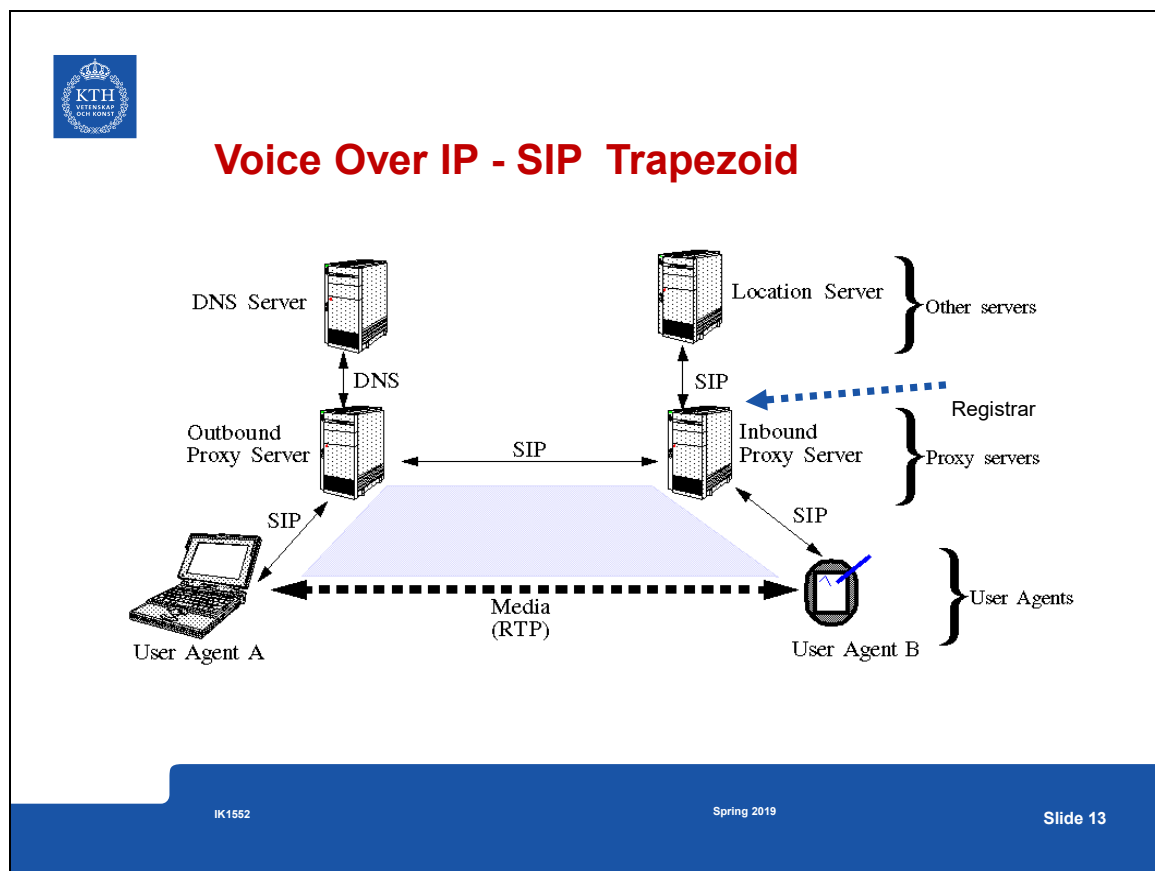 KTH
VETENSKAP
OCH KONST
Voice Over IP - SIP Trapezoid
DNS Server
Location Server
Other servers
DNS
SIP
Registrar
Outbound
Proxy Server
SIP
Inbound
Proxy Server
Proxy servers
SIP
SIP
Media
(RTP)
User Agents
User Agent A
User Agent B
IK1552
Spring 2019
Slide 13